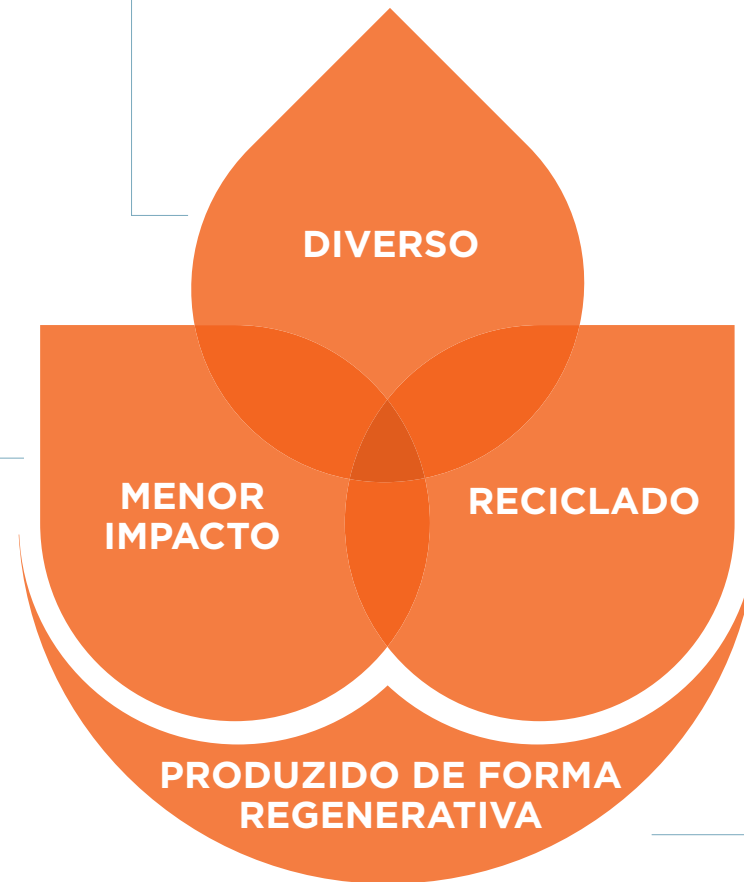 DIVERSO
MENOR
IMPACTO
RECICLADO
PRODUZIDO DE FORMA
REGENERATIVA